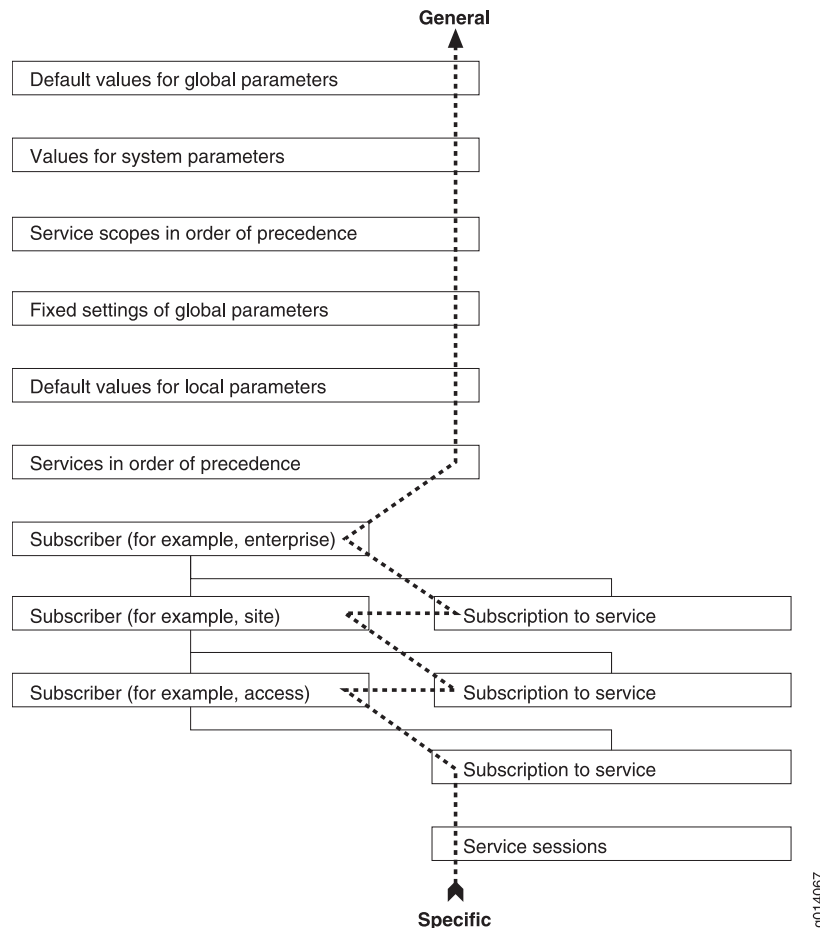 General
Default values for global parameters
Values for system parameters
Service scopes in order of precedence
Fixed settings of global parameters
Default values for local parameters
Services in order of precedence
Subscriber (for example, enterprise)
Subscriber (for example, site)
Subscription to service
Subscriber (for example, access)
Subscription to service
Subscription to service
Service sessions
Specific
g014067